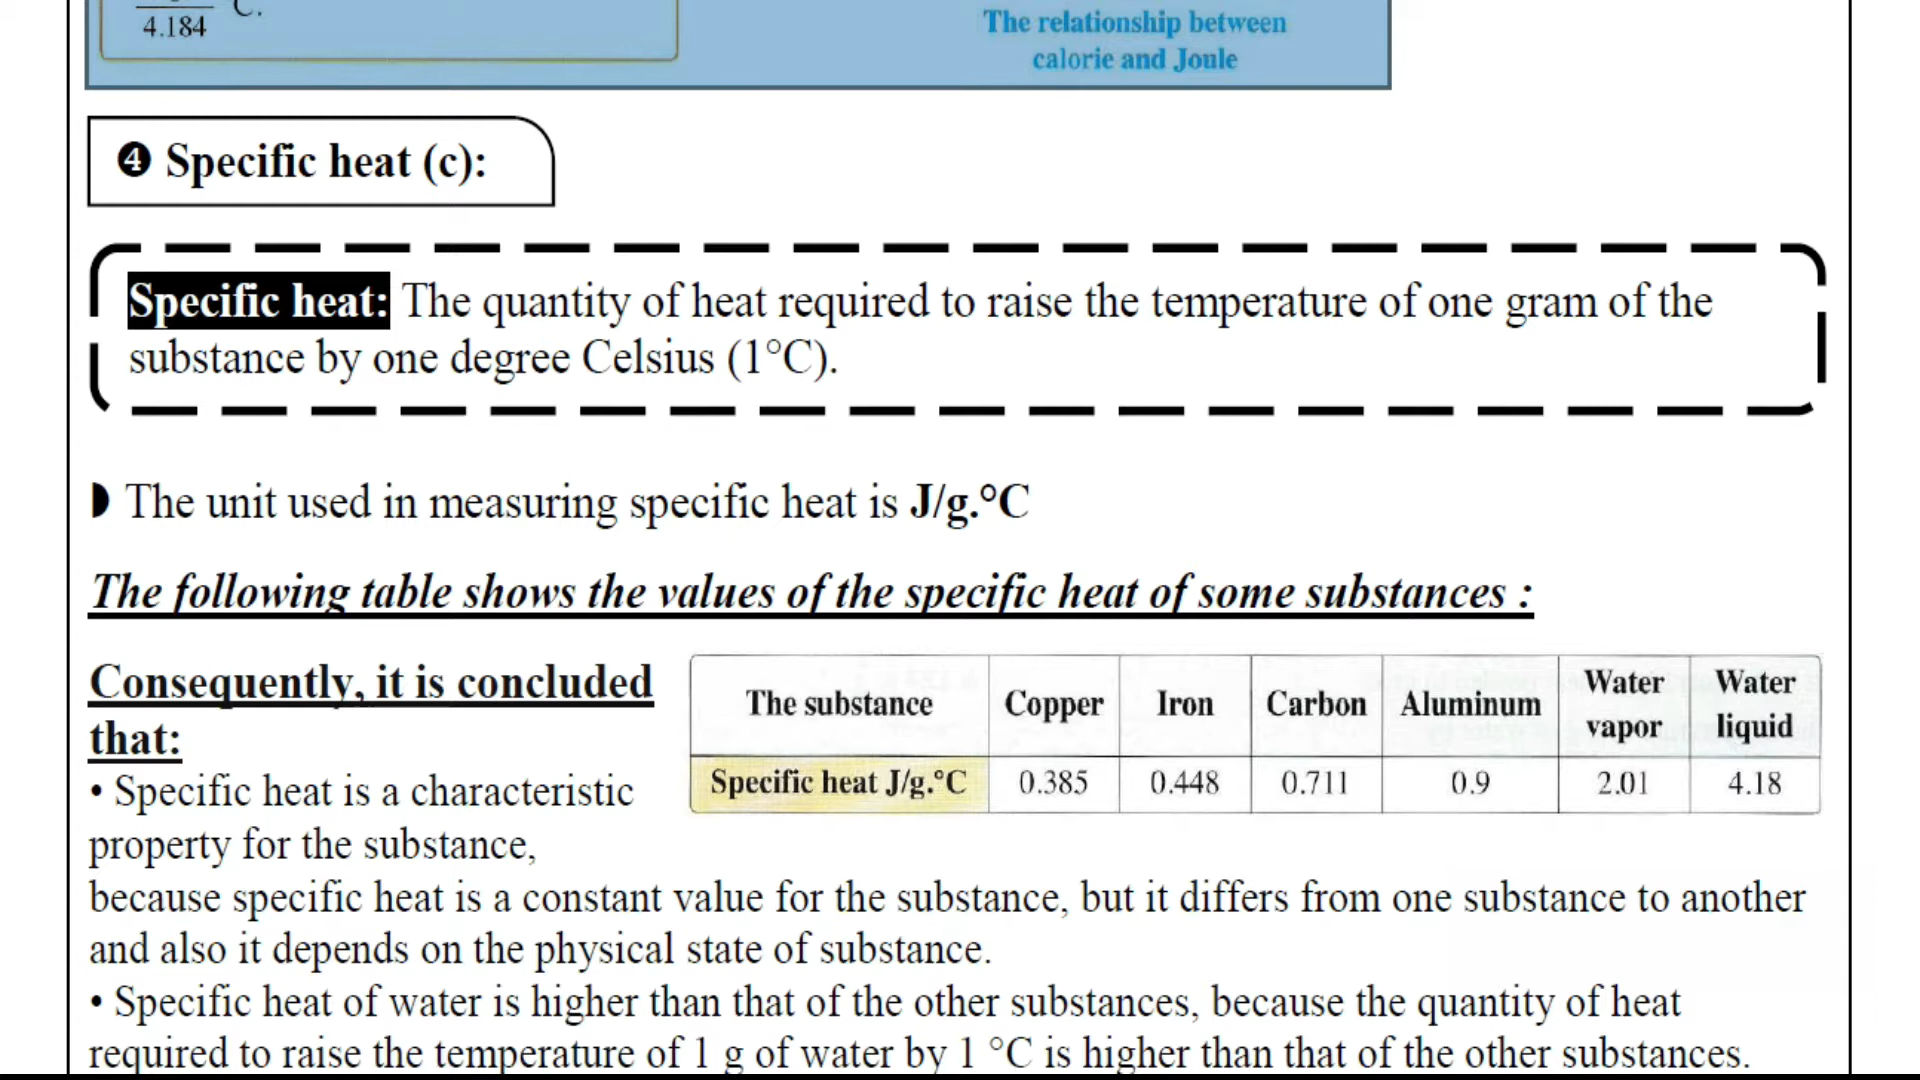 C.
4.184
The relationship between
calorie and Joule
❹ Specific heat (c):
Specific heat: The quantity of heat required to raise the temperature of one gram of the
substance by one degree Celsius (1°C).
◗ The unit used in measuring specific heat is J/g.°C
The following table shows the values of the specific heat of some substances :
Consequently, it is concluded
that:
The substance Copper Iron Carbon Aluminum Water vapor Water liquid
Specific heat J/g.°C 0.385 0.448 0.711 0.9 2.01 4.18
• Specific heat is a characteristic
property for the substance,
because specific heat is a constant value for the substance, but it differs from one substance to another
and also it depends on the physical state of substance.
• Specific heat of water is higher than that of the other substances, because the quantity of heat
required to raise the temperature of 1 g of water by 1 °C is higher than that of the other substances.